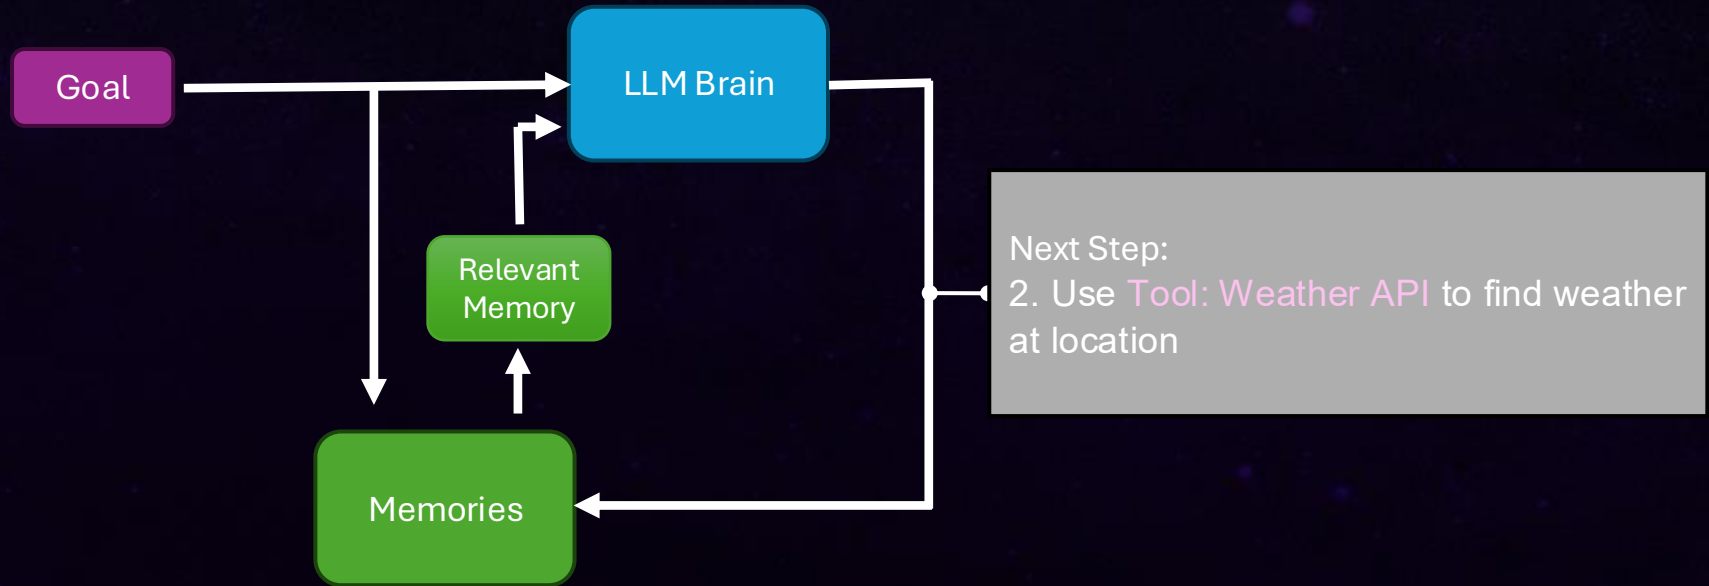 Goal
LLM Brain
Relevant
Memory
Memories
Next Step:
2. Use Tool: Weather API to find weather
at location